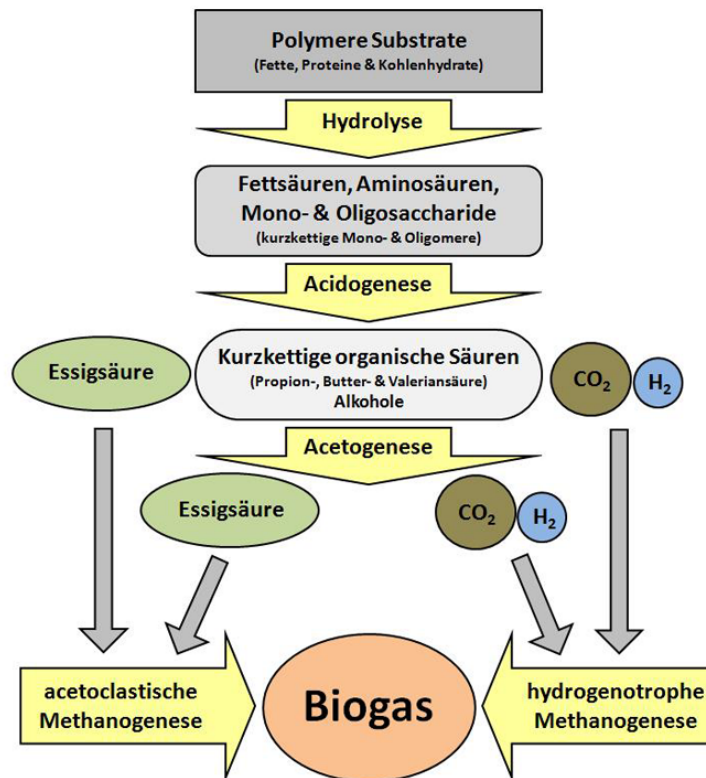 Polymere Substrate
(Fette, Proteine & Kohlenhydrate)
Hydrolyse
Fettsäuren, Aminosäuren,
Mono- & Oligosaccharide
(kurzkettige Mono- & Oligomere)
Acidogenese
Essigsäure
Kurzkettige organische Säuren
(Propion-, Butter- & Valeriansäure)
Alkohole
CO₂
H₂
Acetogenese
Essigsäure
CO₂
H₂
acetoclastische
Methanogenese
Biogas
hydrogenotrophe
Methanogenese